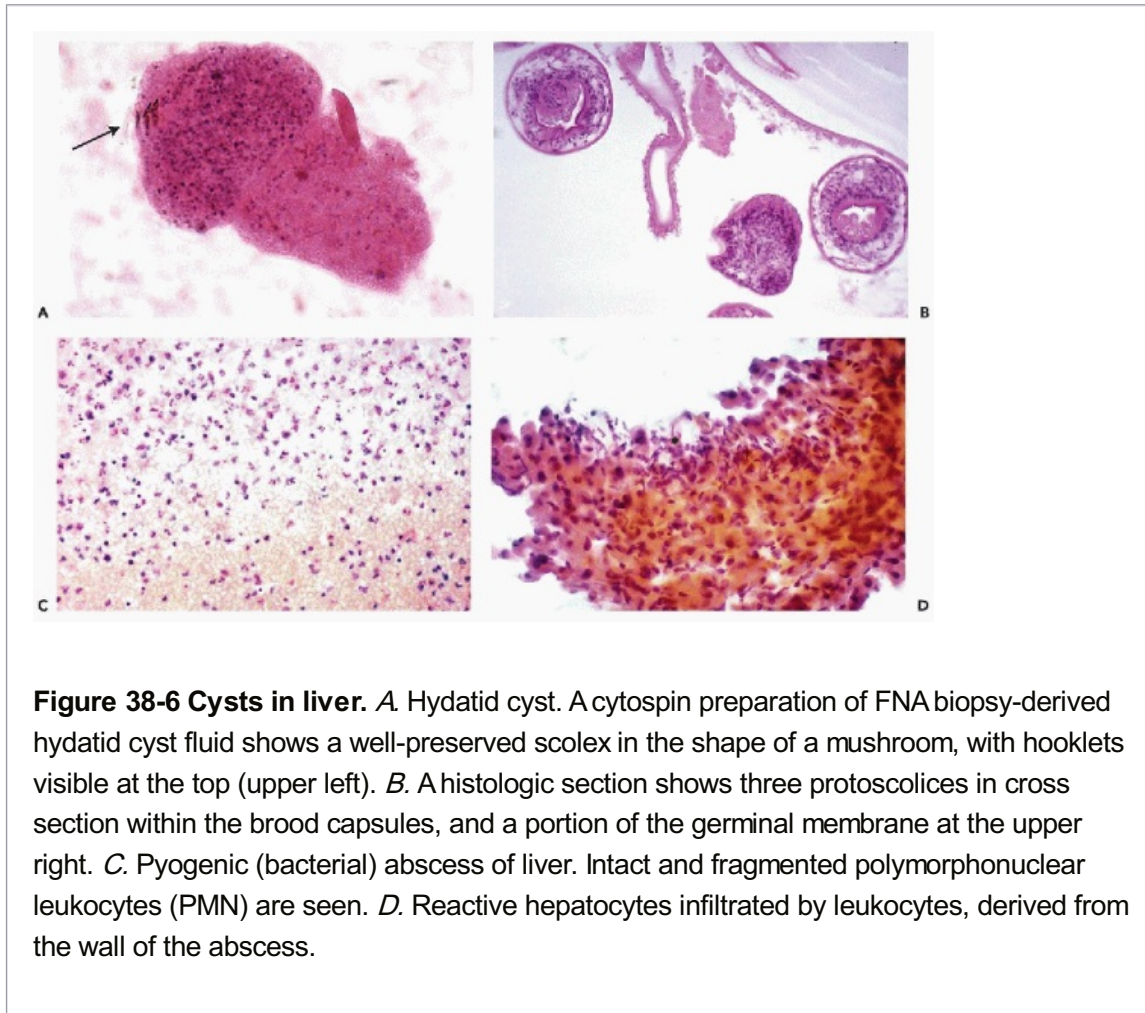 A
B
C
D
Figure 38-6 Cysts in liver. A. Hydatid cyst. A cytospin preparation of FNA biopsy-derived
hydatid cyst fluid shows a well-preserved scolex in the shape of a mushroom, with hooklets
visible at the top (upper left). B. A histologic section shows three protoscolices in cross
section within the brood capsules, and a portion of the germinal membrane at the upper
right. C. Pyogenic (bacterial) abscess of liver. Intact and fragmented polymorphonuclear
leukocytes (PMN) are seen. D. Reactive hepatocytes infiltrated by leukocytes, derived from
the wall of the abscess.